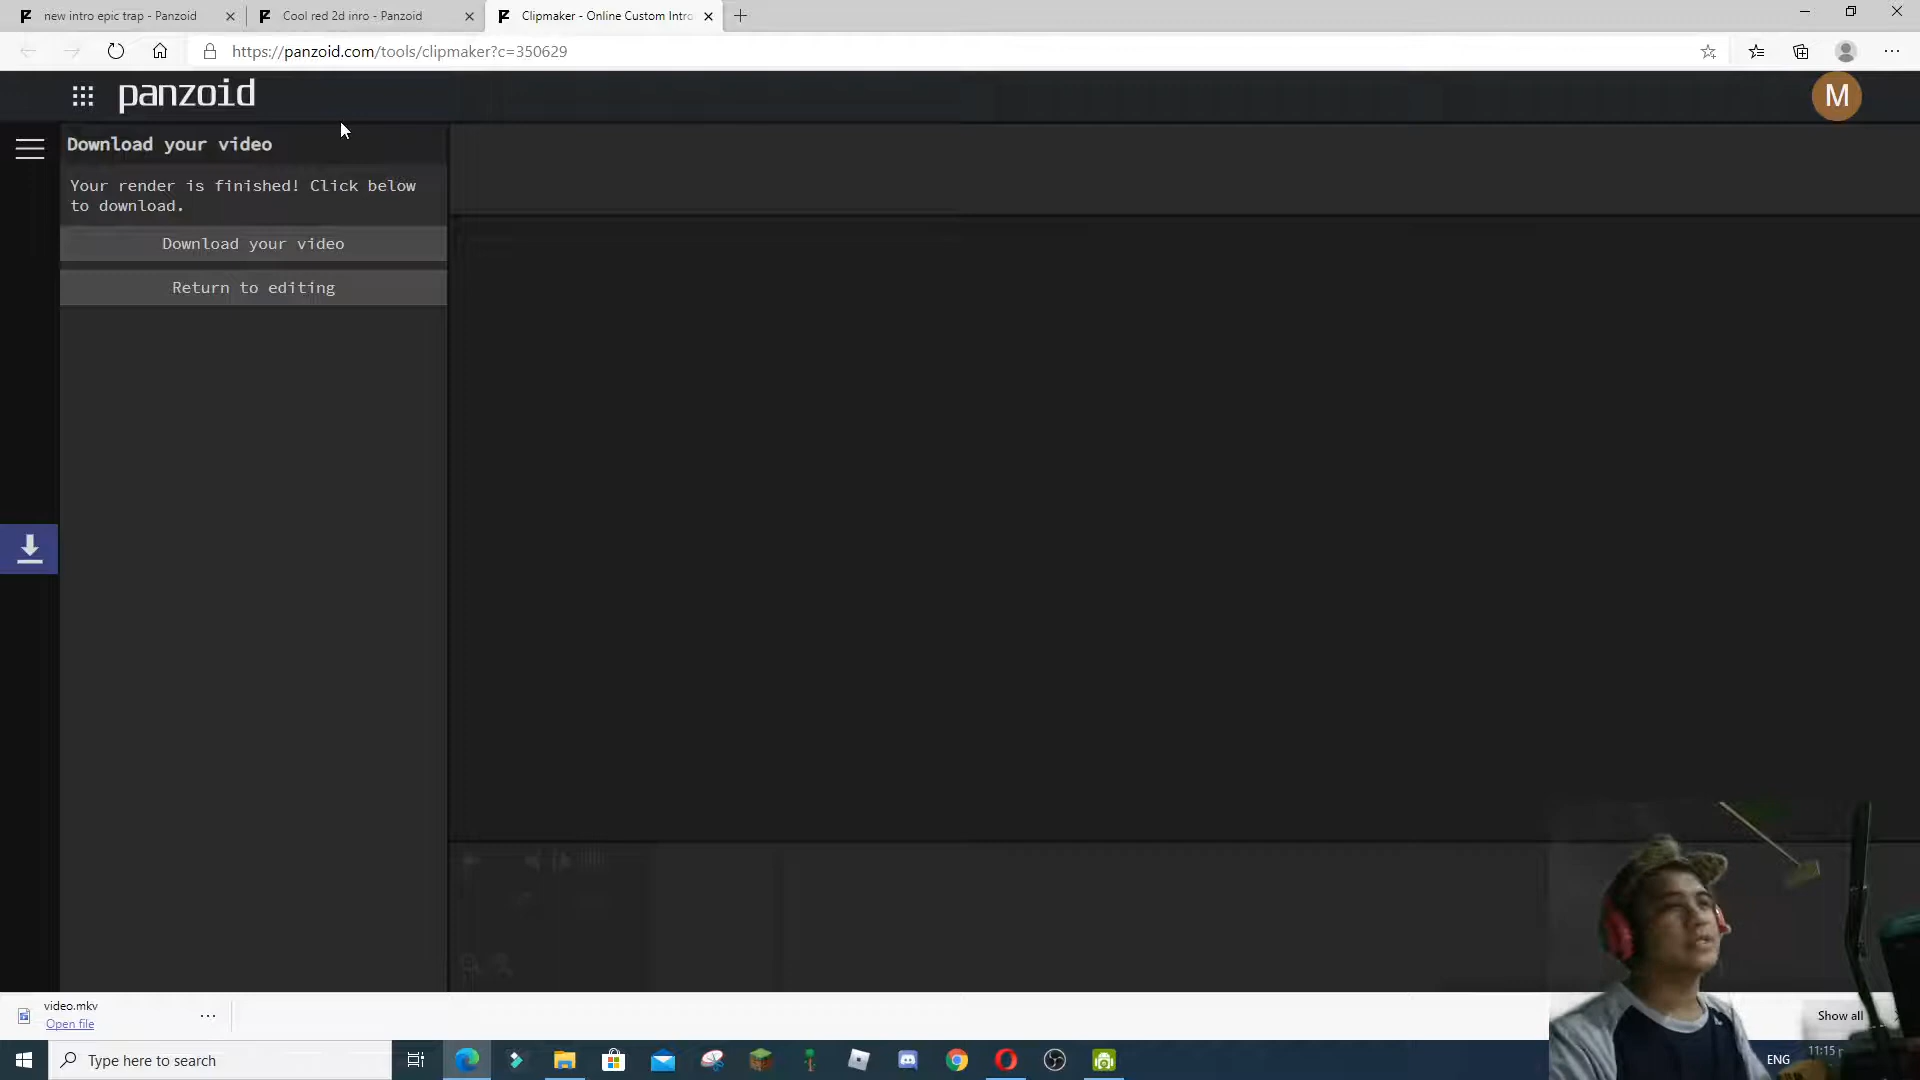 new intro epic trap - Panzoid
Cool red 2d inro - Panzoid
Clipmaker - Online Custom Intro
https://panzoid.com/tools/clipmaker?c=350629
panzoid
M
Download your video
Your render is finished! Click below
to download.
Download your video
Return to editing
video.mkv
Open file
Show all
Type here to search
ENG
11:15